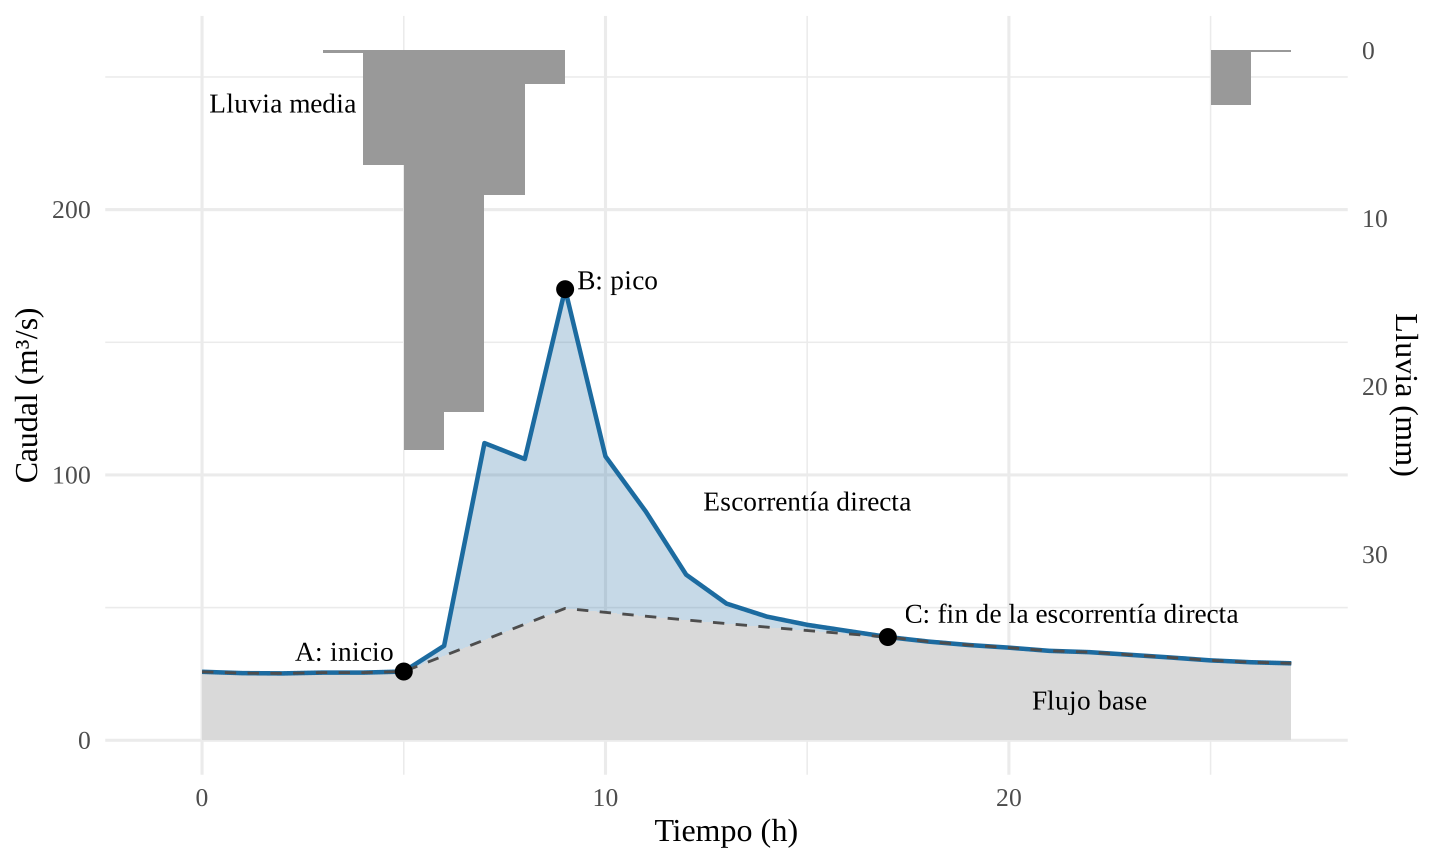 0
Lluvia media
200
10
B: pico
Caudal (m³/s)
Lluvia (mm)
20
100
Escorrentía directa
30
C: fin de la escorrentía directa
A: inicio
Flujo base
0
0
10
20
Tiempo (h)